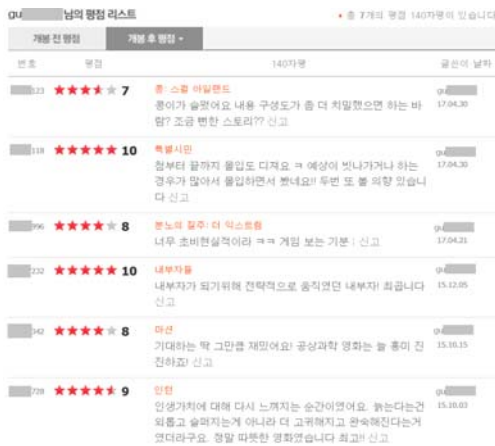 gu 님의 평점 리스트
총 7개의 평점 140자평이 있습니다
개봉 전 평점 개봉 후 평점
번호 평점 140자평 글쓴이·날짜
123 7 콩: 스컬 아일랜드 gu
콩이가 슬펐어요 내용 구성도가 좀 더 치밀했으면 하는 바 17.04.30
람? 조금 뻔한 스토리?? 신고
118 10 특별시민 gu
첨부터 끝까지 몰입도 디져요 ㅋ 예상이 빗나가거나 하는 17.04.30
경우가 많아서 몰입하면서 봤네요!! 두번 또 볼 의향 있습니
다 신고
996 8 분노의 질주: 더 익스트림 gu
너무 초비현실적이라 ㅋㅋ 게임 보는 기분 : 신고 17.04.21
232 10 내부자들 gu
내부자가 되기위해 전략적으로 움직였던 내부자! 최곱니다 15.12.05
신고
342 8 마션 gu
기대하는 딱 그만큼 재밌어요! 공상과학 영화는 늘 흥미 진 15.10.15
진하죠! 신고
728 9 인턴 gu
인생가치에 대해 다시 느껴지는 순간이였어요. 늙는다는건 15.10.03
외롭고 슬퍼지는게 아니라 더 고귀해지고 완숙해진다는거
였더라구요. 정말 따뜻한 영화였습니다 최고!! 신고